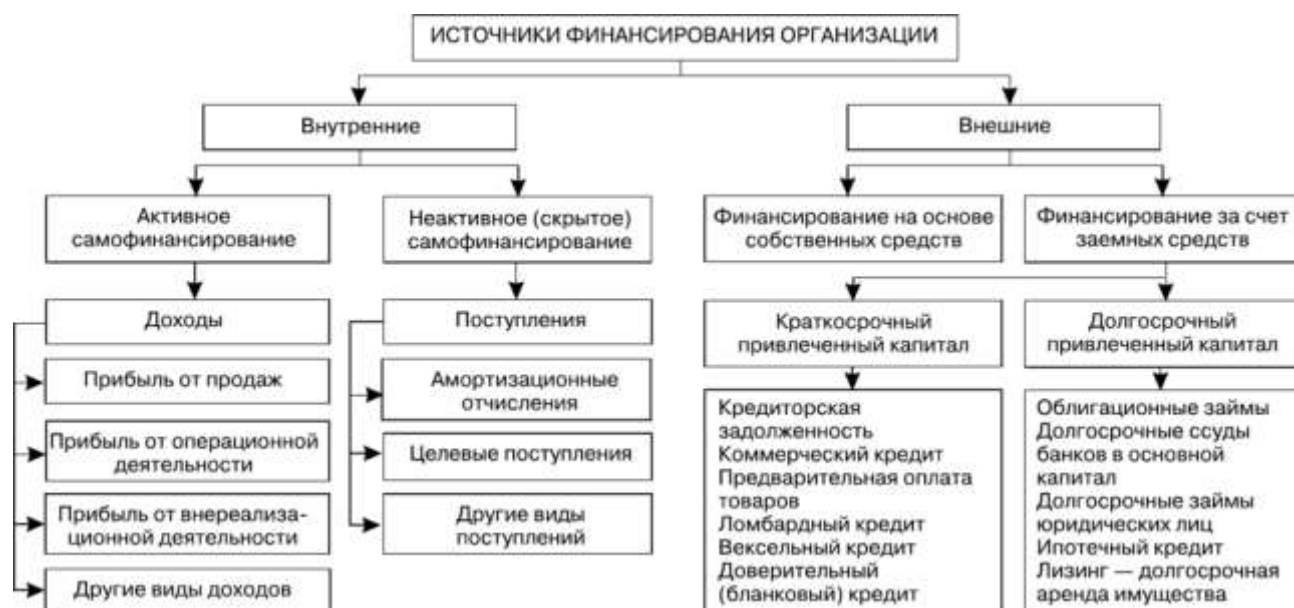 ИСТОЧНИКИ ФИНАНСИРОВАНИЯ ОРГАНИЗАЦИИ
Внутренние
Внешние
Активное
самофинансирование
Неактивное (скрытое)
самофинансирование
Финансирование на основе
собственных средств
Финансирование за счет
заемных средств
Доходы
Поступления
Краткосрочный
привлеченный капитал
Долгосрочный
привлеченный капитал
Прибыль от продаж
Прибыль от операционной
деятельности
Прибыль от внереализа-
ционной деятельности
Другие виды доходов
Амортизационные
отчисления
Целевые поступления
Другие виды
поступлений
Кредиторская
задолженность
Коммерческий кредит
Предварительная оплата
товаров
Ломбардный кредит
Вексельный кредит
Доверительный
(бланковый) кредит
Облигационные займы
Долгосрочные ссуды
банков в основной
капитал
Долгосрочные займы
юридических лиц
Ипотечный кредит
Лизинг — долгосрочная
аренда имущества